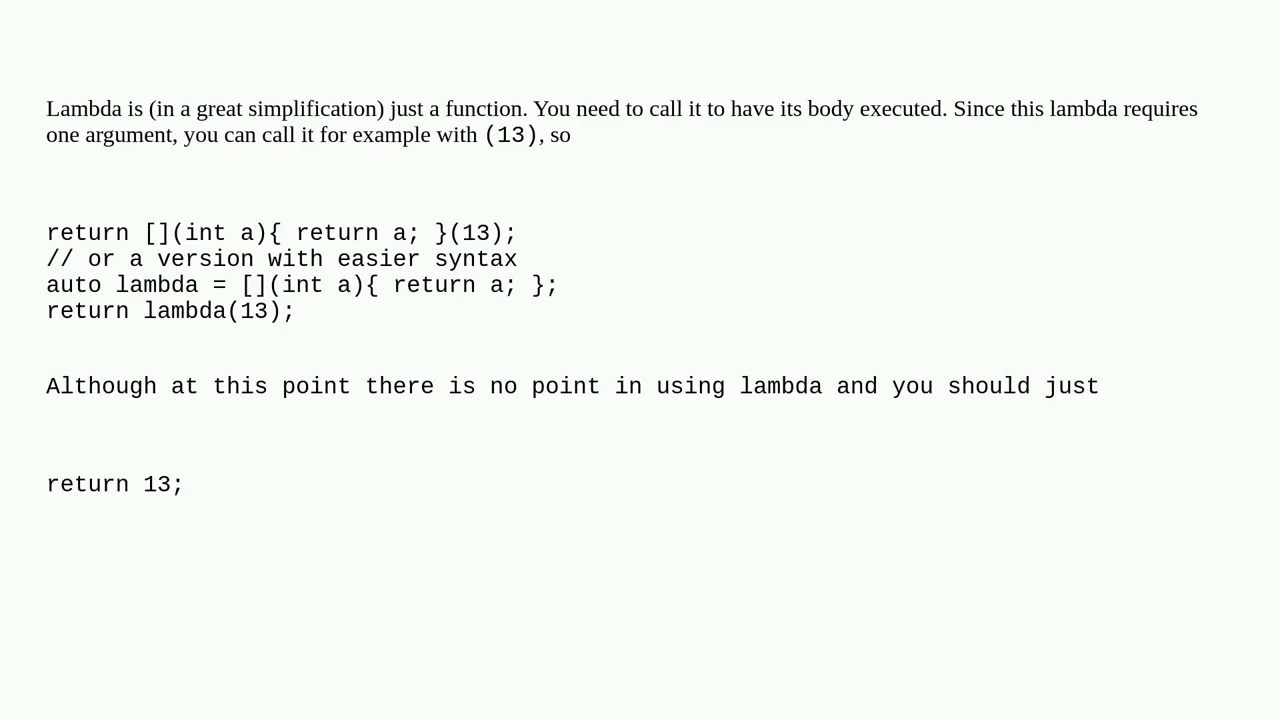 Lambda is (in a great simplification) just a function. You need to call it to have its body executed. Since this lambda requires
one argument, you can call it for example with (13), so
return [](int a){ return a; }(13);
// or a version with easier syntax
auto lambda = [](int a){ return a; };
return lambda(13);
Although at this point there is no point in using lambda and you should just
return 13;